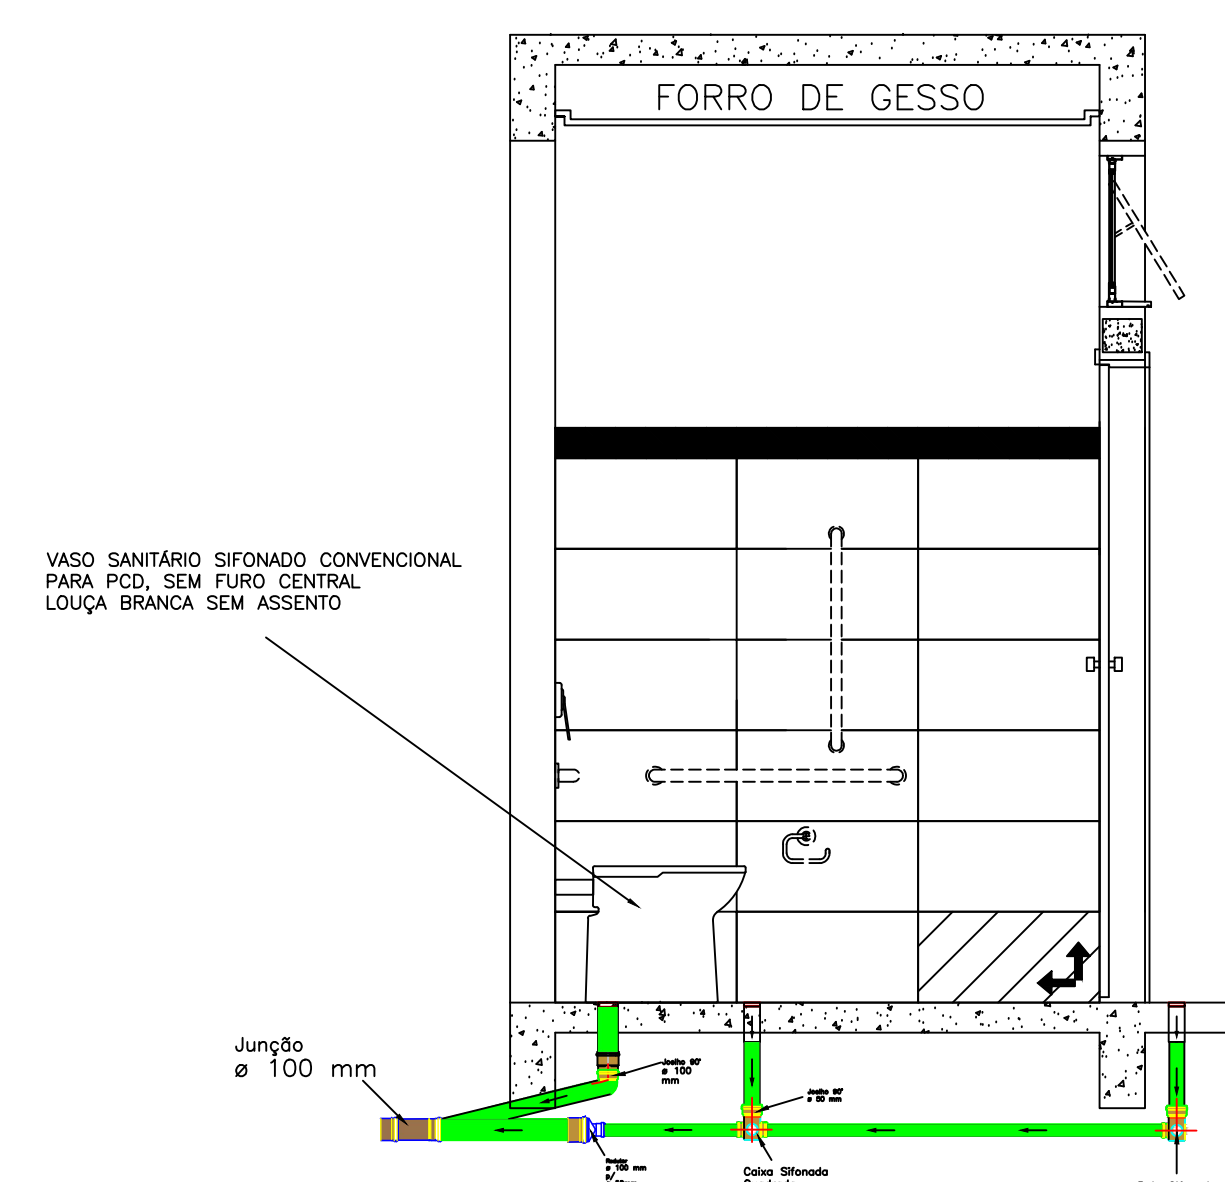 FORRO DE GESSO
VASO SANITÁRIO SIFONADO CONVENCIONAL
PARA PCD, SEM FURO CENTRAL
LOUÇA BRANCA SEM ASSENTO
Junção
ø 100 mm
Joelho 90°
ø 100
mm
Joelho 90°
ø 50 mm
Redutor
ø 100 mm
p/
Caixa Sifonada